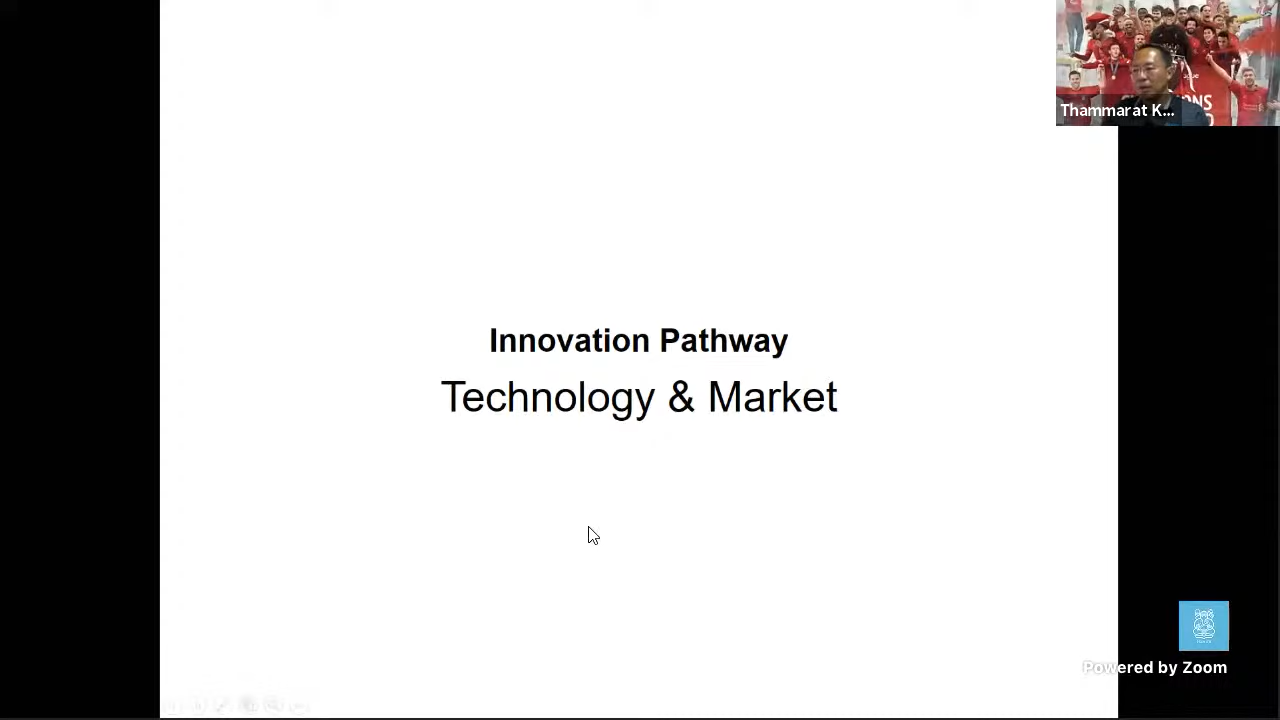 Innovation Pathway
Technology & Market
Thammarat K...
Powered by Zoom